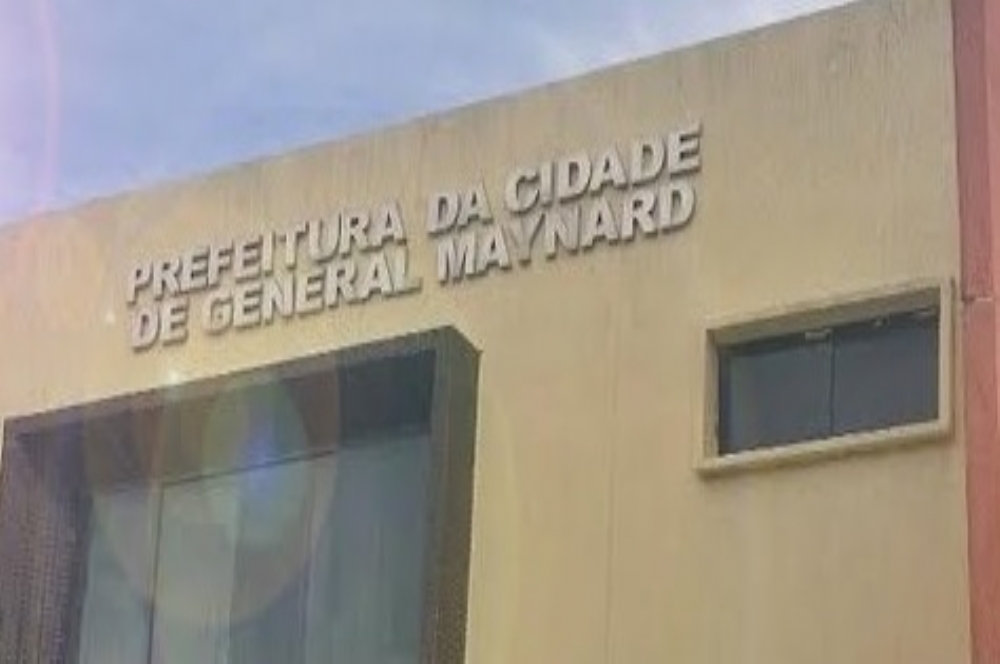 PREFEITURA DA CIDADE
DE GENERAL MAYNARD